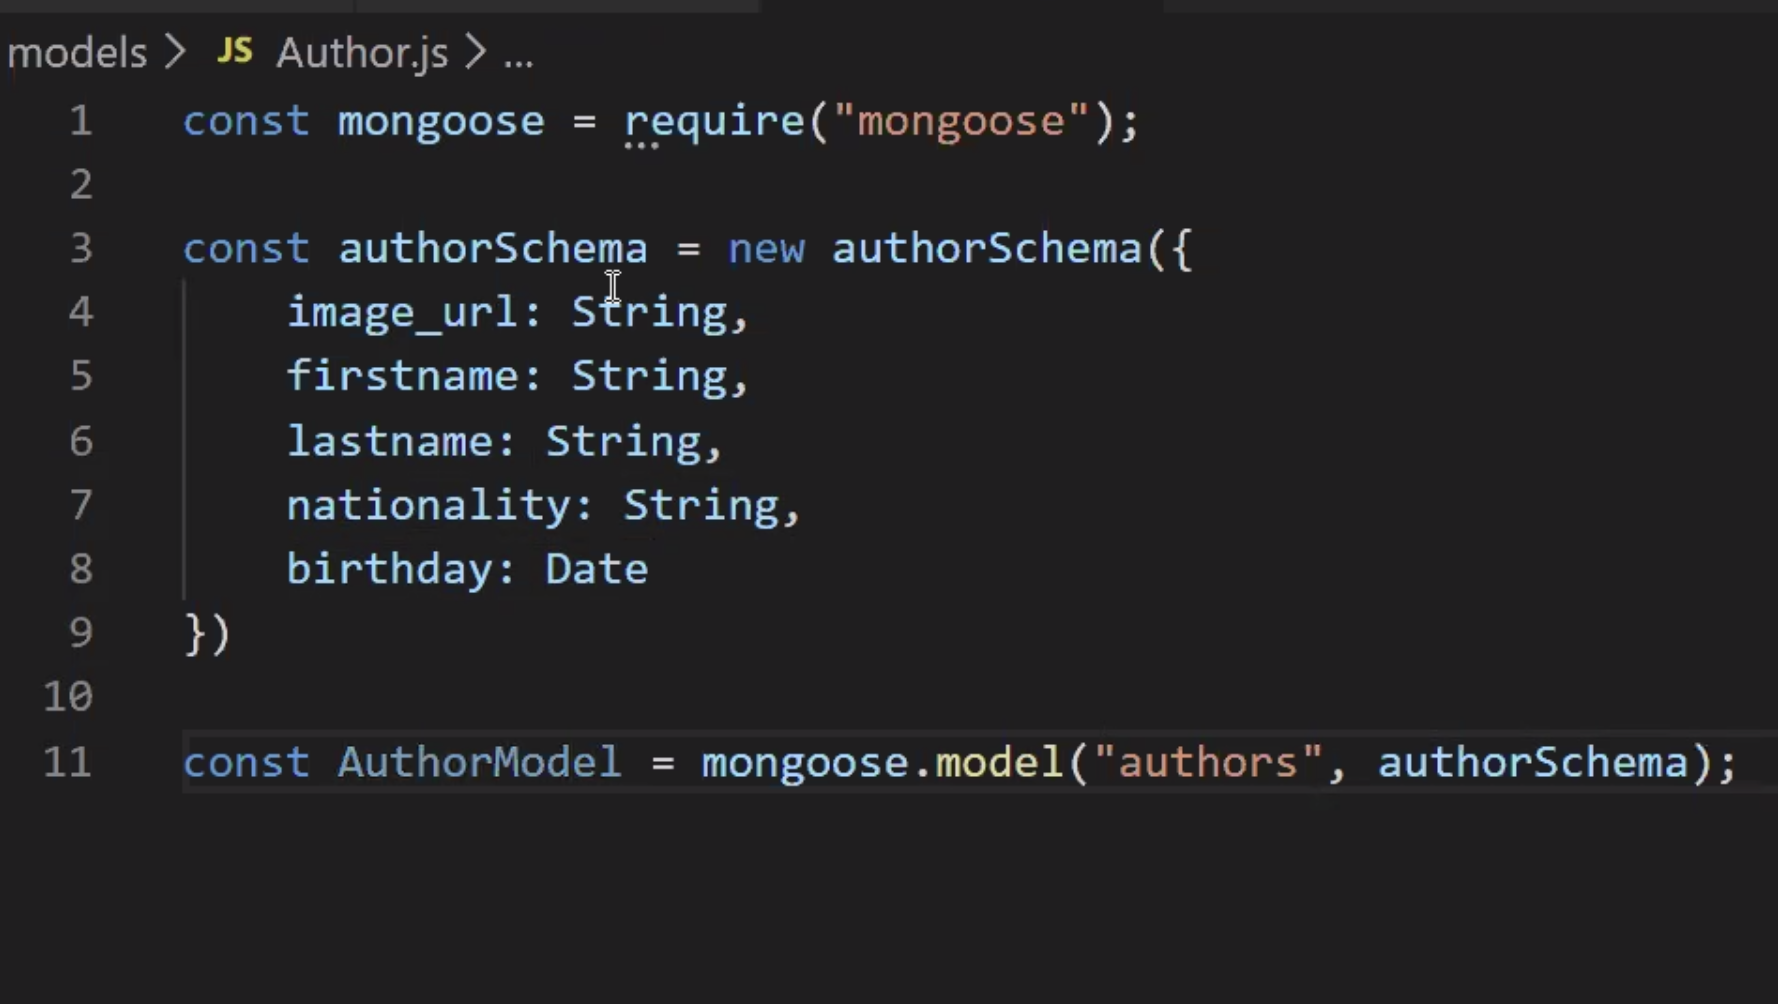 models > JS Author.js > ...
1 const mongoose = require("mongoose");
2
3 const authorSchema = new authorSchema({
4     image_url: String,
5     firstname: String,
6     lastname: String,
7     nationality: String,
8     birthday: Date
9 })
10
11 const AuthorModel = mongoose.model("authors", authorSchema);